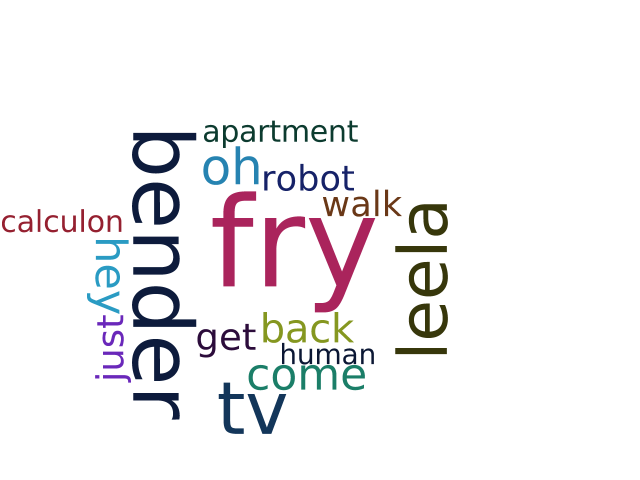 apartment
bender
oh
robot
walk
fry
leela
calculon
hey
just
get
back
human
come
tv